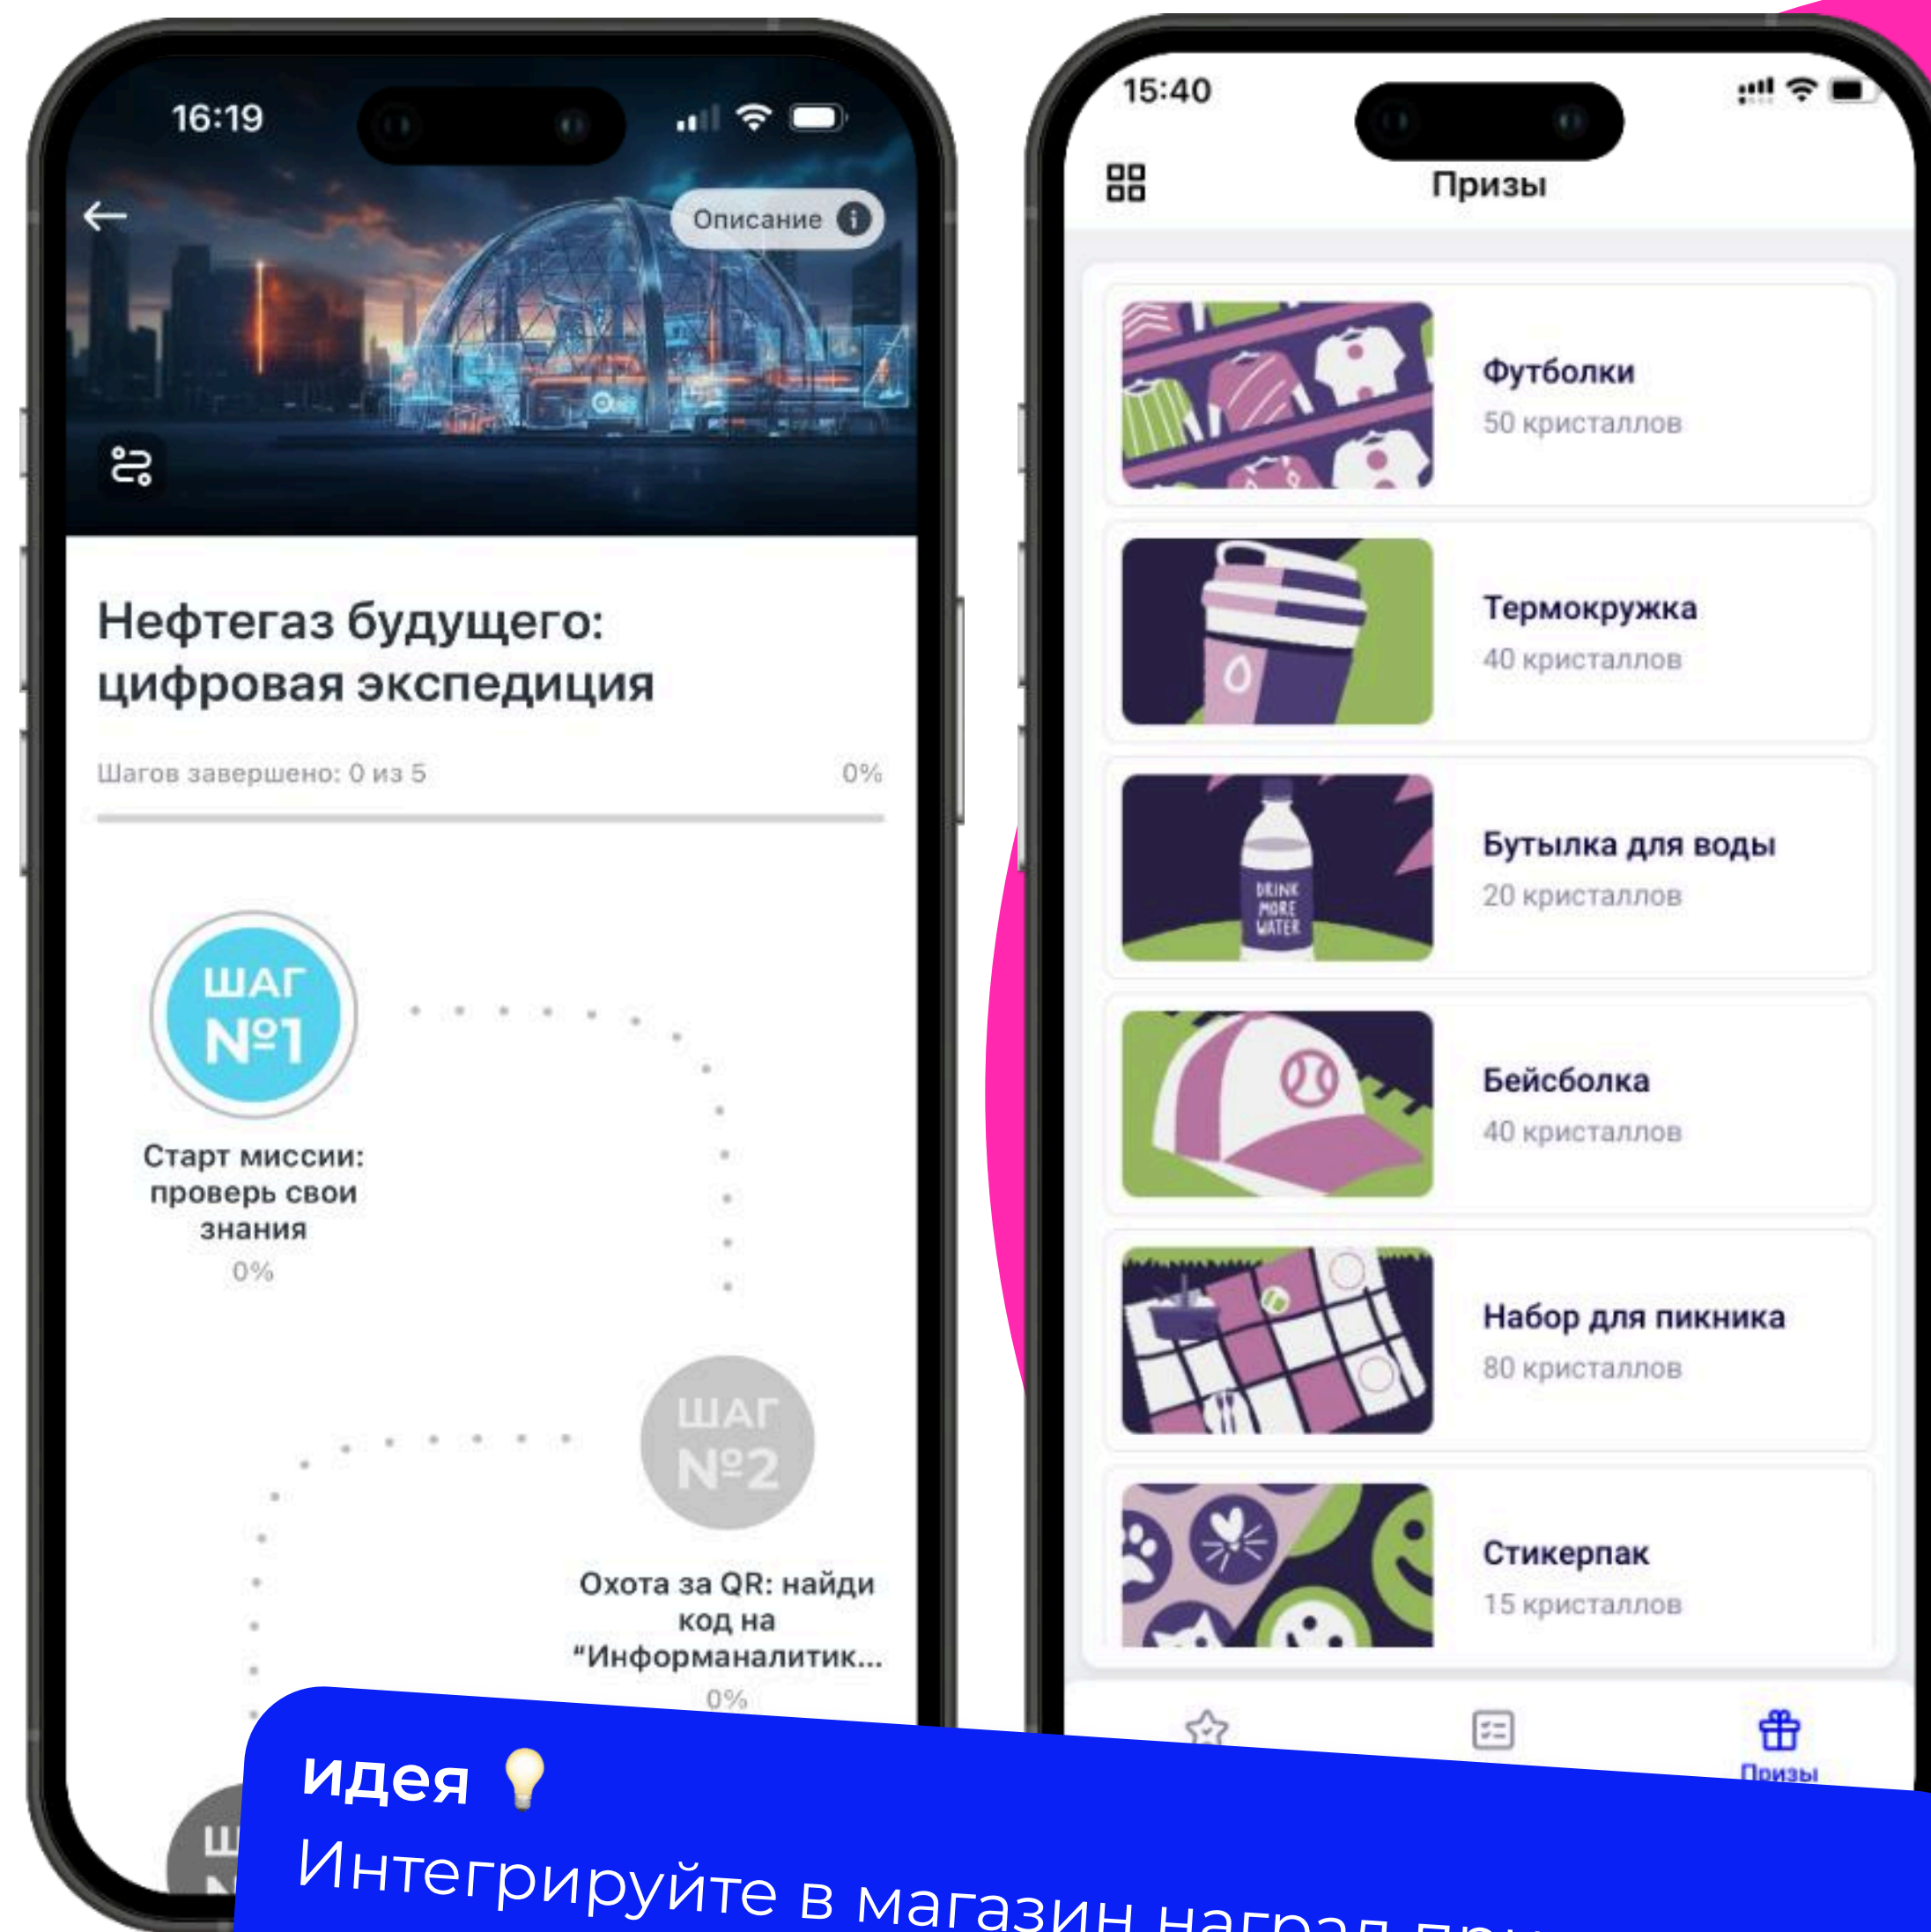 16:19
Описание
Нефтегаз будущего:
цифровая экспедиция
Шагов завершено: 0 из 5
0%
ШАГ
№1
Старт миссии:
проверь свои
знания
0%
ШАГ
№2
Охота за QR: найди
код на
“Информаналитик...
0%
15:40
Призы
Футболки
50 кристаллов
Термокружка
40 кристаллов
Бутылка для воды
20 кристаллов
DRINK
MORE
WATER
Бейсболка
40 кристаллов
Набор для пикника
80 кристаллов
Стикерпак
15 кристаллов
Призы
идея 💡
Интегрируйте в магазин наград